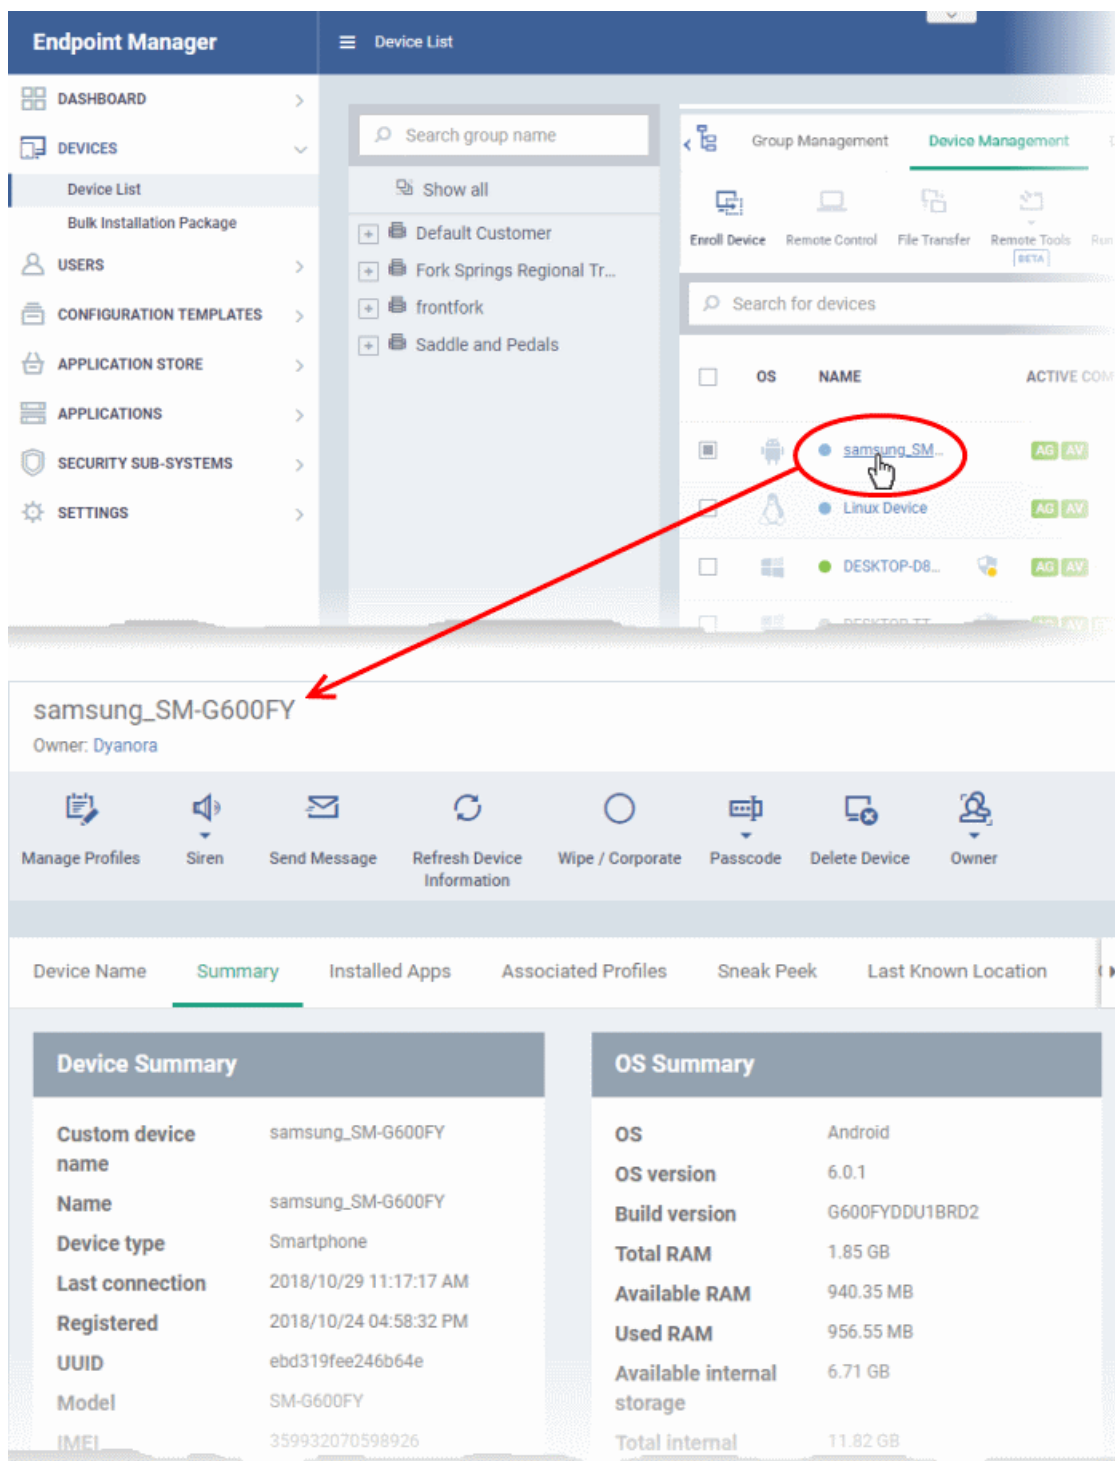 Endpoint Manager
Device List
DASHBOARD
DEVICES
Device List
Bulk Installation Package
USERS
CONFIGURATION TEMPLATES
APPLICATION STORE
APPLICATIONS
SECURITY SUB-SYSTEMS
SETTINGS
Search group name
Show all
Default Customer
Fork Springs Regional Tr...
frontfork
Saddle and Pedals
Group Management Device Management
Enroll Device Remote Control File Transfer Remote Tools Run
BETA
Search for devices
OS NAME ACTIVE COM
samsung_SM... AG AV
Linux Device AG AV
DESKTOP-D8... AG AV
DESKTOP-TT... AG AV
samsung_SM-G600FY
Owner: Dyanora
Manage Profiles Siren Send Message Refresh Device Information Wipe / Corporate Passcode Delete Device Owner
Device Name Summary Installed Apps Associated Profiles Sneak Peek Last Known Location
Device Summary
Custom device name samsung_SM-G600FY
Name samsung_SM-G600FY
Device type Smartphone
Last connection 2018/10/29 11:17:17 AM
Registered 2018/10/24 04:58:32 PM
UUID ebd319fee246b64e
Model SM-G600FY
IMEI 359932070598926
OS Summary
OS Android
OS version 6.0.1
Build version G600FYDDU1BRD2
Total RAM 1.85 GB
Available RAM 940.35 MB
Used RAM 956.55 MB
Available internal storage 6.71 GB
Total internal 11.82 GB